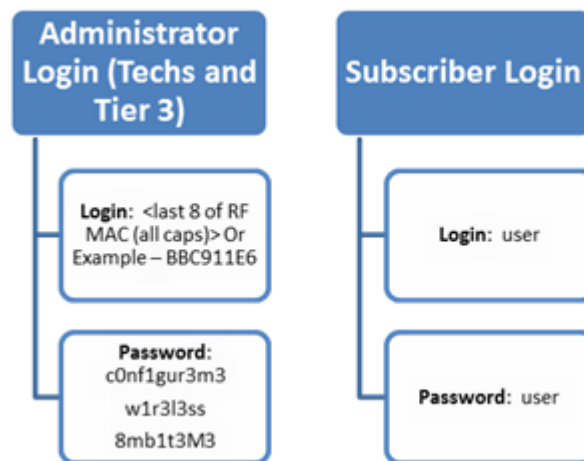 Administrator
Login (Techs and
Tier 3)
Login: <last 8 of RF
MAC (all caps)> Or
Example – BBC911E6
Password:
c0nf1gur3m3
w1r3l3ss
8mb1t3M3
Subscriber Login
Login: user
Password: user